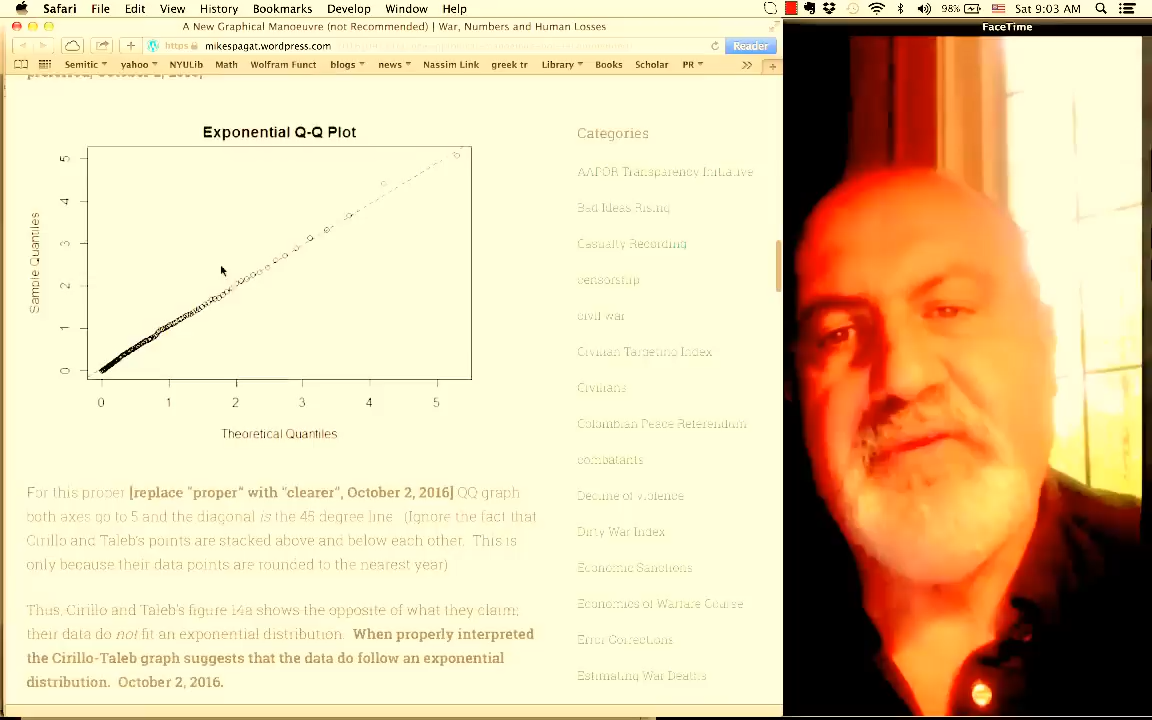 Safari File Edit View History Bookmarks Develop Window Help 98% Sat 9:03 AM
A New Graphical Manoeuvre (not Recommended) | War, Numbers and Human Losses
FaceTime
https mikespagat.wordpress.com Reader
Semitic yahoo NYULib Math Wolfram Funct blogs news Nassim Link greek tr Library Books Scholar PR
Exponential Q-Q Plot
Sample Quantiles
5
4
3
2
1
0
0 1 2 3 4 5
Theoretical Quantiles
For this proper [replace "proper" with "clearer", October 2, 2016] QQ graph
both axes go to 5 and the diagonal is the 45 degree line. (Ignore the fact that
Cirillo and Taleb's points are stacked above and below each other. This is
only because their data points are rounded to the nearest year)
Thus, Cirillo and Taleb's figure 14a shows the opposite of what they claim;
their data do not fit an exponential distribution. When properly interpreted
the Cirillo-Taleb graph suggests that the data do follow an exponential
distribution. October 2, 2016.
Categories
AAPOR Transparency Initiative
Bad Ideas Rising
Casualty Recording
censorship
civil war
Civilian Targeting Index
Civilians
Colombian Peace Referendum
combatants
Decline of violence
Dirty War Index
Economic Sanctions
Economics of Warfare Course
Error Corrections
Estimating War Deaths